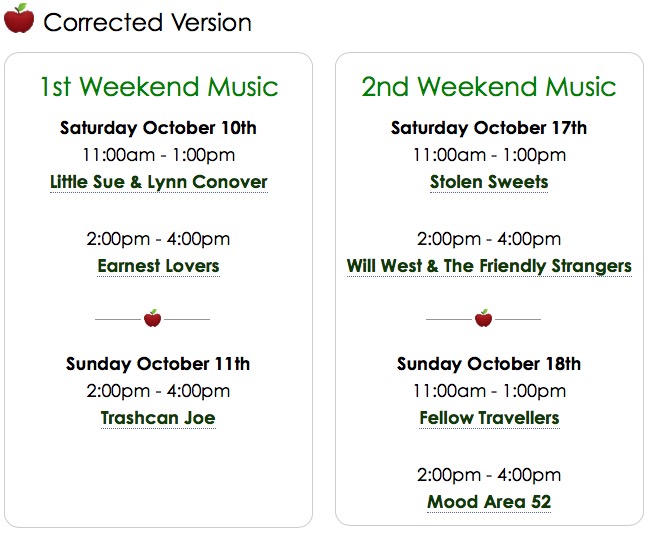 Corrected Version
1st Weekend Music
Saturday October 10th
11:00am - 1:00pm
Little Sue & Lynn Conover
2:00pm - 4:00pm
Earnest Lovers
Sunday October 11th
2:00pm - 4:00pm
Trashcan Joe
2nd Weekend Music
Saturday October 17th
11:00am - 1:00pm
Stolen Sweets
2:00pm - 4:00pm
Will West & The Friendly Strangers
Sunday October 18th
11:00am - 1:00pm
Fellow Travellers
2:00pm - 4:00pm
Mood Area 52